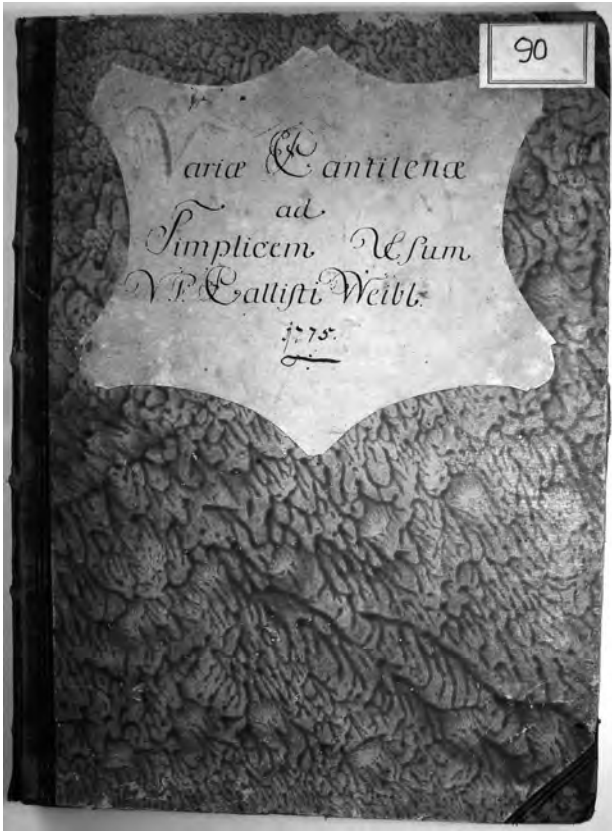 90
Variæ Cantilenæ
ad
Simplicem Uſum
V. P. Calliſti Weibl.
1775.